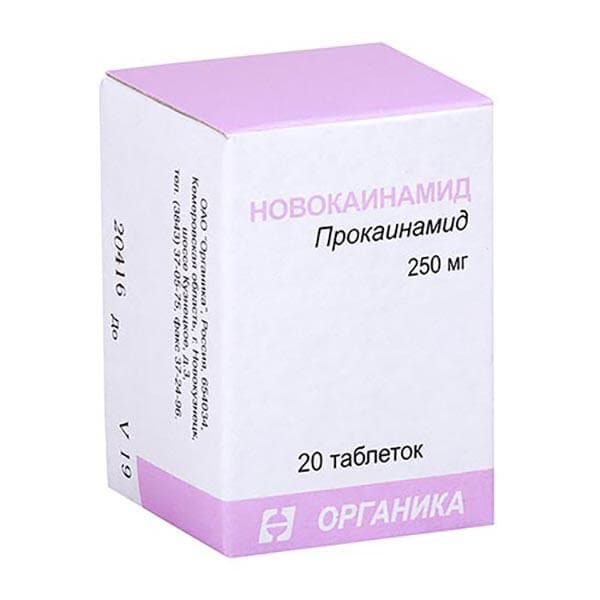 НОВОКАИНАМИД
Прокаинамид
250 мг
20 таблеток
ОРГАНИКА
ОАО "Органика", Россия, 654034,
Кемеровская область, г. Новокузнецк,
шоссе Кузнецкое, д.3,
тел. (3843) 37-05-75, факс 37-24-96.
20416 до V 19